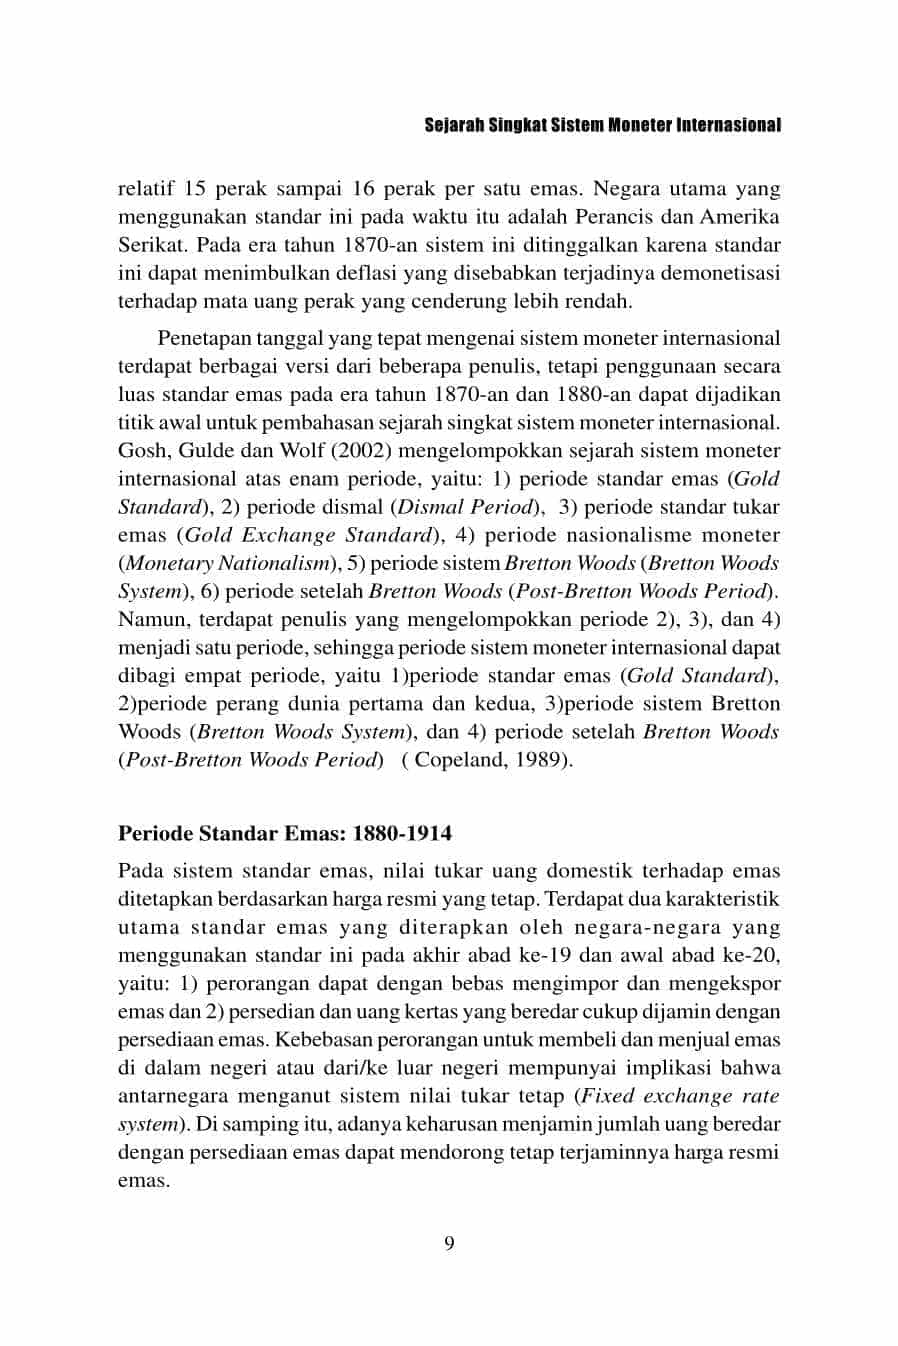 Sejarah Singkat Sistem Moneter Internasional
relatif 15 perak sampai 16 perak per satu emas. Negara utama yang
menggunakan standar ini pada waktu itu adalah Perancis dan Amerika
Serikat. Pada era tahun 1870-an sistem ini ditinggalkan karena standar
ini dapat menimbulkan deflasi yang disebabkan terjadinya demonetisasi
terhadap mata uang perak yang cenderung lebih rendah.
Penetapan tanggal yang tepat mengenai sistem moneter internasional
terdapat berbagai versi dari beberapa penulis, tetapi penggunaan secara
luas standar emas pada era tahun 1870-an dan 1880-an dapat dijadikan
titik awal untuk pembahasan sejarah singkat sistem moneter internasional.
Gosh, Gulde dan Wolf (2002) mengelompokkan sejarah sistem moneter
internasional atas enam periode, yaitu: 1) periode standar emas (Gold
Standard), 2) periode dismal (Dismal Period),  3) periode standar tukar
emas (Gold Exchange Standard), 4) periode nasionalisme moneter
(Monetary Nationalism), 5) periode sistem Bretton Woods (Bretton Woods
System), 6) periode setelah Bretton Woods (Post-Bretton Woods Period).
Namun, terdapat penulis yang mengelompokkan periode 2), 3), dan 4)
menjadi satu periode, sehingga periode sistem moneter internasional dapat
dibagi empat periode, yaitu 1)periode standar emas (Gold Standard),
2)periode perang dunia pertama dan kedua, 3)periode sistem Bretton
Woods (Bretton Woods System), dan 4) periode setelah Bretton Woods
(Post-Bretton Woods Period)   ( Copeland, 1989).
Periode Standar Emas: 1880-1914
Pada sistem standar emas, nilai tukar uang domestik terhadap emas
ditetapkan berdasarkan harga resmi yang tetap. Terdapat dua karakteristik
utama standar emas yang diterapkan oleh negara-negara yang
menggunakan standar ini pada akhir abad ke-19 dan awal abad ke-20,
yaitu: 1) perorangan dapat dengan bebas mengimpor dan mengekspor
emas dan 2) persedian dan uang kertas yang beredar cukup dijamin dengan
persediaan emas. Kebebasan perorangan untuk membeli dan menjual emas
di dalam negeri atau dari/ke luar negeri mempunyai implikasi bahwa
antarnegara menganut sistem nilai tukar tetap (Fixed exchange rate
system). Di samping itu, adanya keharusan menjamin jumlah uang beredar
dengan persediaan emas dapat mendorong tetap terjaminnya harga resmi
emas.
9